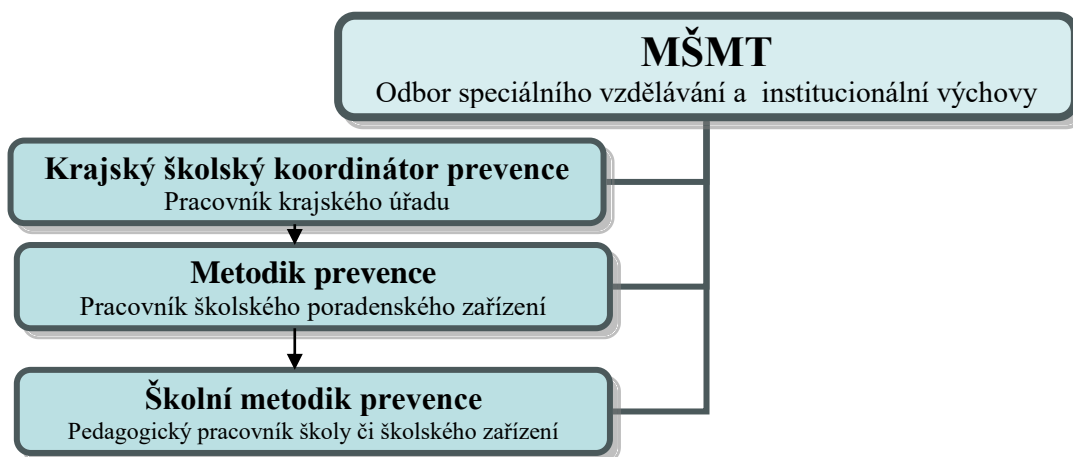 MŠMT
Odbor speciálního vzdělávání a institucionální výchovy
Krajský školský koordinátor prevence
Pracovník krajského úřadu
Metodik prevence
Pracovník školského poradenského zařízení
Školní metodik prevence
Pedagogický pracovník školy či školského zařízení